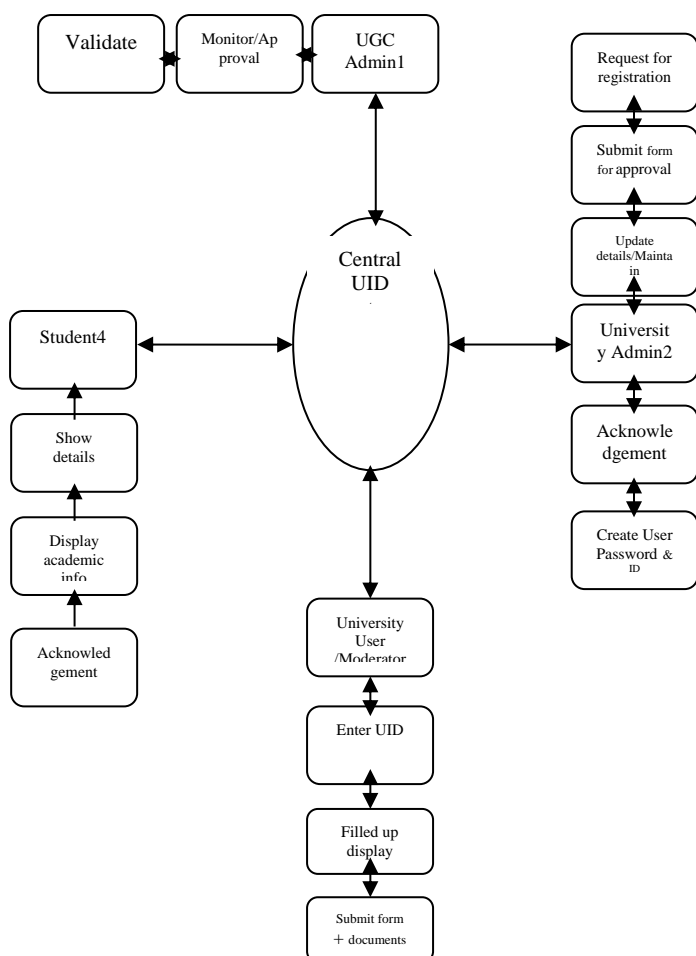 Validate
Monitor/Ap
proval
UGC
Admin1
Request for
registration
Submit form
for approval
Update
details/Maintain
in
Universit
y Admin2
Acknowle
dgement
Create User
Password &
ID
Central
UID
Student4
Show
details
Display
academic
info
Acknowled
gement
University
User
/Moderator
Enter UID
Filled up
display
Submit form
+ documents